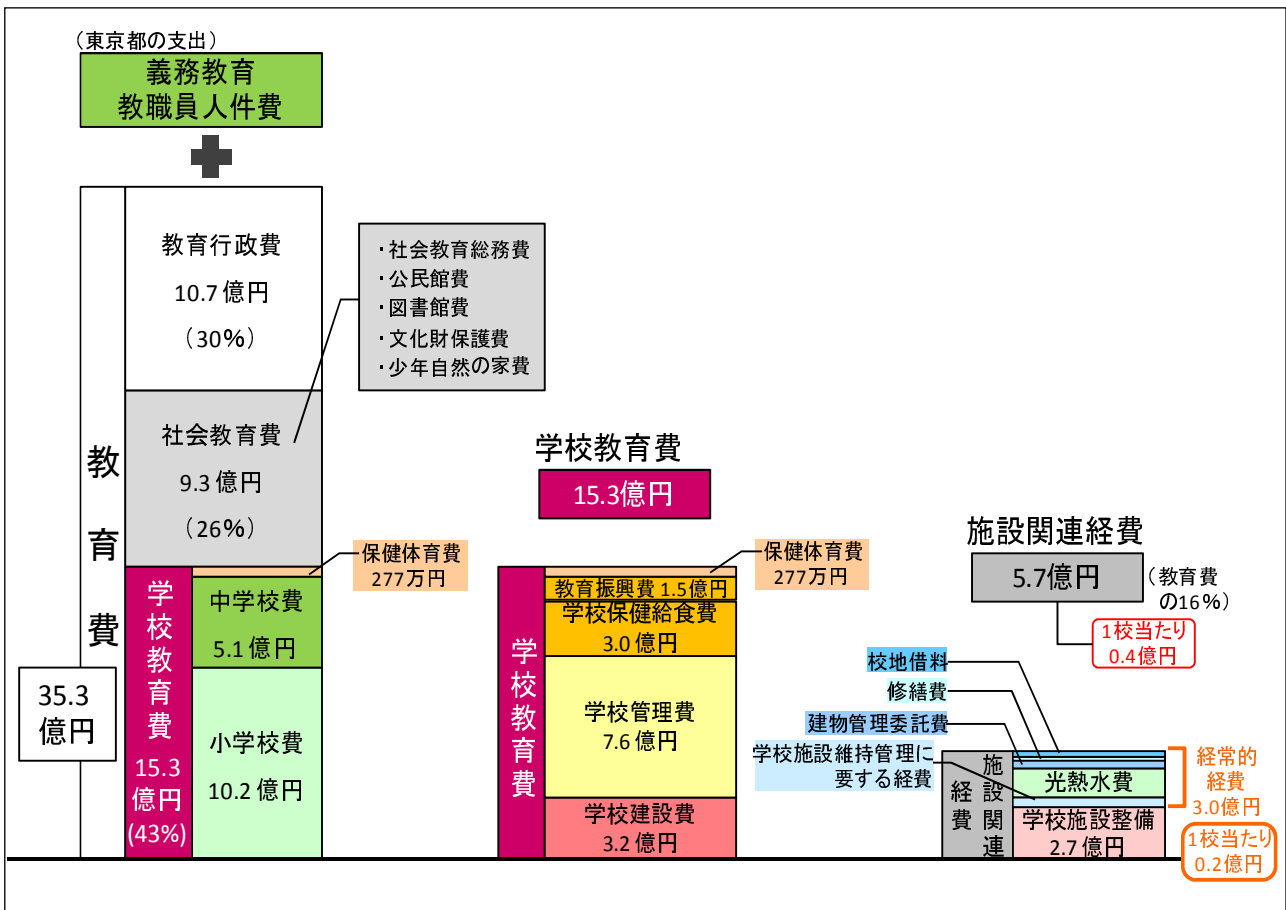 （東京都の支出）
義務教育
教職員人件費
教育費
35.3
億円
教育行政費
10.7 億円
（30%）
社会教育費
9.3 億円
（26%）
・社会教育総務費
・公民館費
・図書館費
・文化財保護費
・少年自然の家費
学校教育費
15.3
億円
(43%)
保健体育費
277万円
中学校費
5.1 億円
小学校費
10.2 億円
学校教育費
15.3億円
学校教育費
保健体育費
277万円
教育振興費 1.5億円
学校保健給食費
3.0 億円
学校管理費
7.6 億円
学校建設費
3.2 億円
施設関連経費
5.7億円
（教育費
の16%）
1校当たり
0.4億円
校地借料
修繕費
建物管理委託費
学校施設維持管理に
要する経費
施設関連
経費
光熱水費
学校施設整備
2.7 億円
経常的
経費
3.0億円
1校当たり
0.2億円